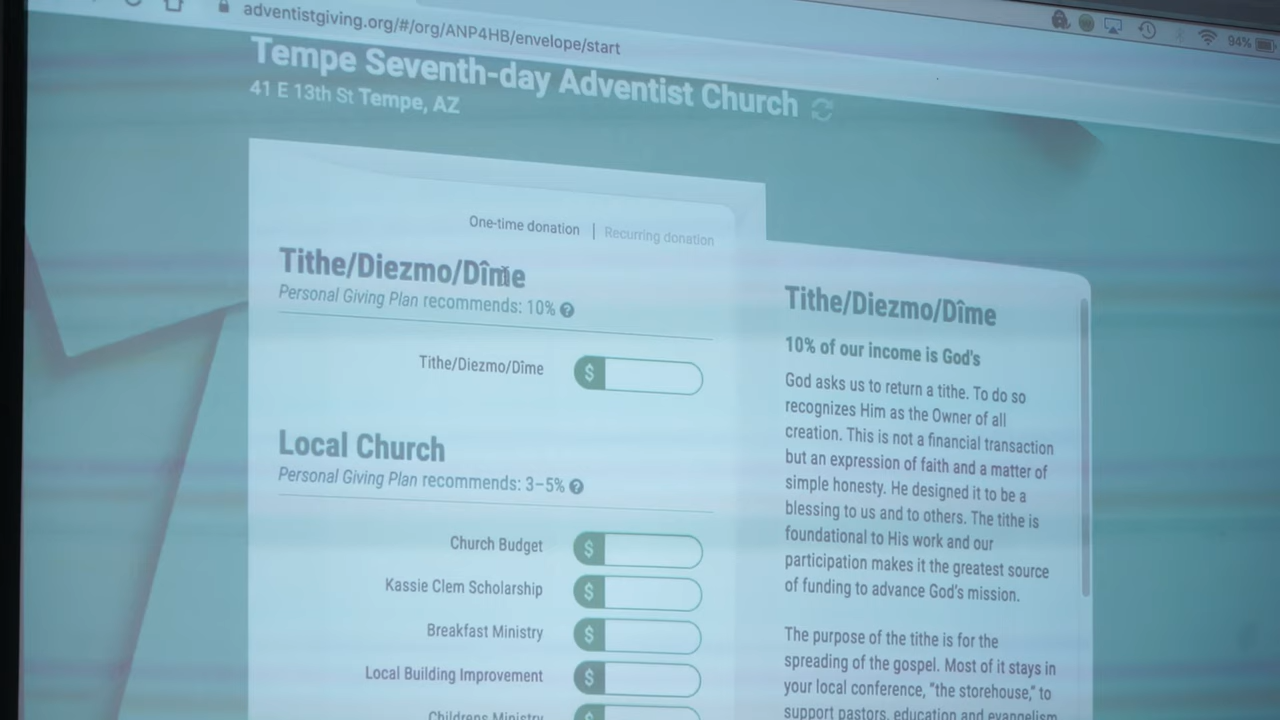 adventistgiving.org/#/org/ANP4HB/envelope/start
94%
Tempe Seventh-day Adventist Church
41 E 13th St Tempe, AZ
One-time donation | Recurring donation
Tithe/Diezmo/Dîme
Personal Giving Plan recommends: 10%
Tithe/Diezmo/Dîme
$
Local Church
Personal Giving Plan recommends: 3–5%
Church Budget
$
Kassie Clem Scholarship
$
Breakfast Ministry
$
Local Building Improvement
$
Childrens Ministry
$
Tithe/Diezmo/Dîme
10% of our income is God's
God asks us to return a tithe. To do so
recognizes Him as the Owner of all
creation. This is not a financial transaction
but an expression of faith and a matter of
simple honesty. He designed it to be a
blessing to us and to others. The tithe is
foundational to His work and our
participation makes it the greatest source
of funding to advance God's mission.
The purpose of the tithe is for the
spreading of the gospel. Most of it stays in
your local conference, "the storehouse," to
support pastors, education and evangelism